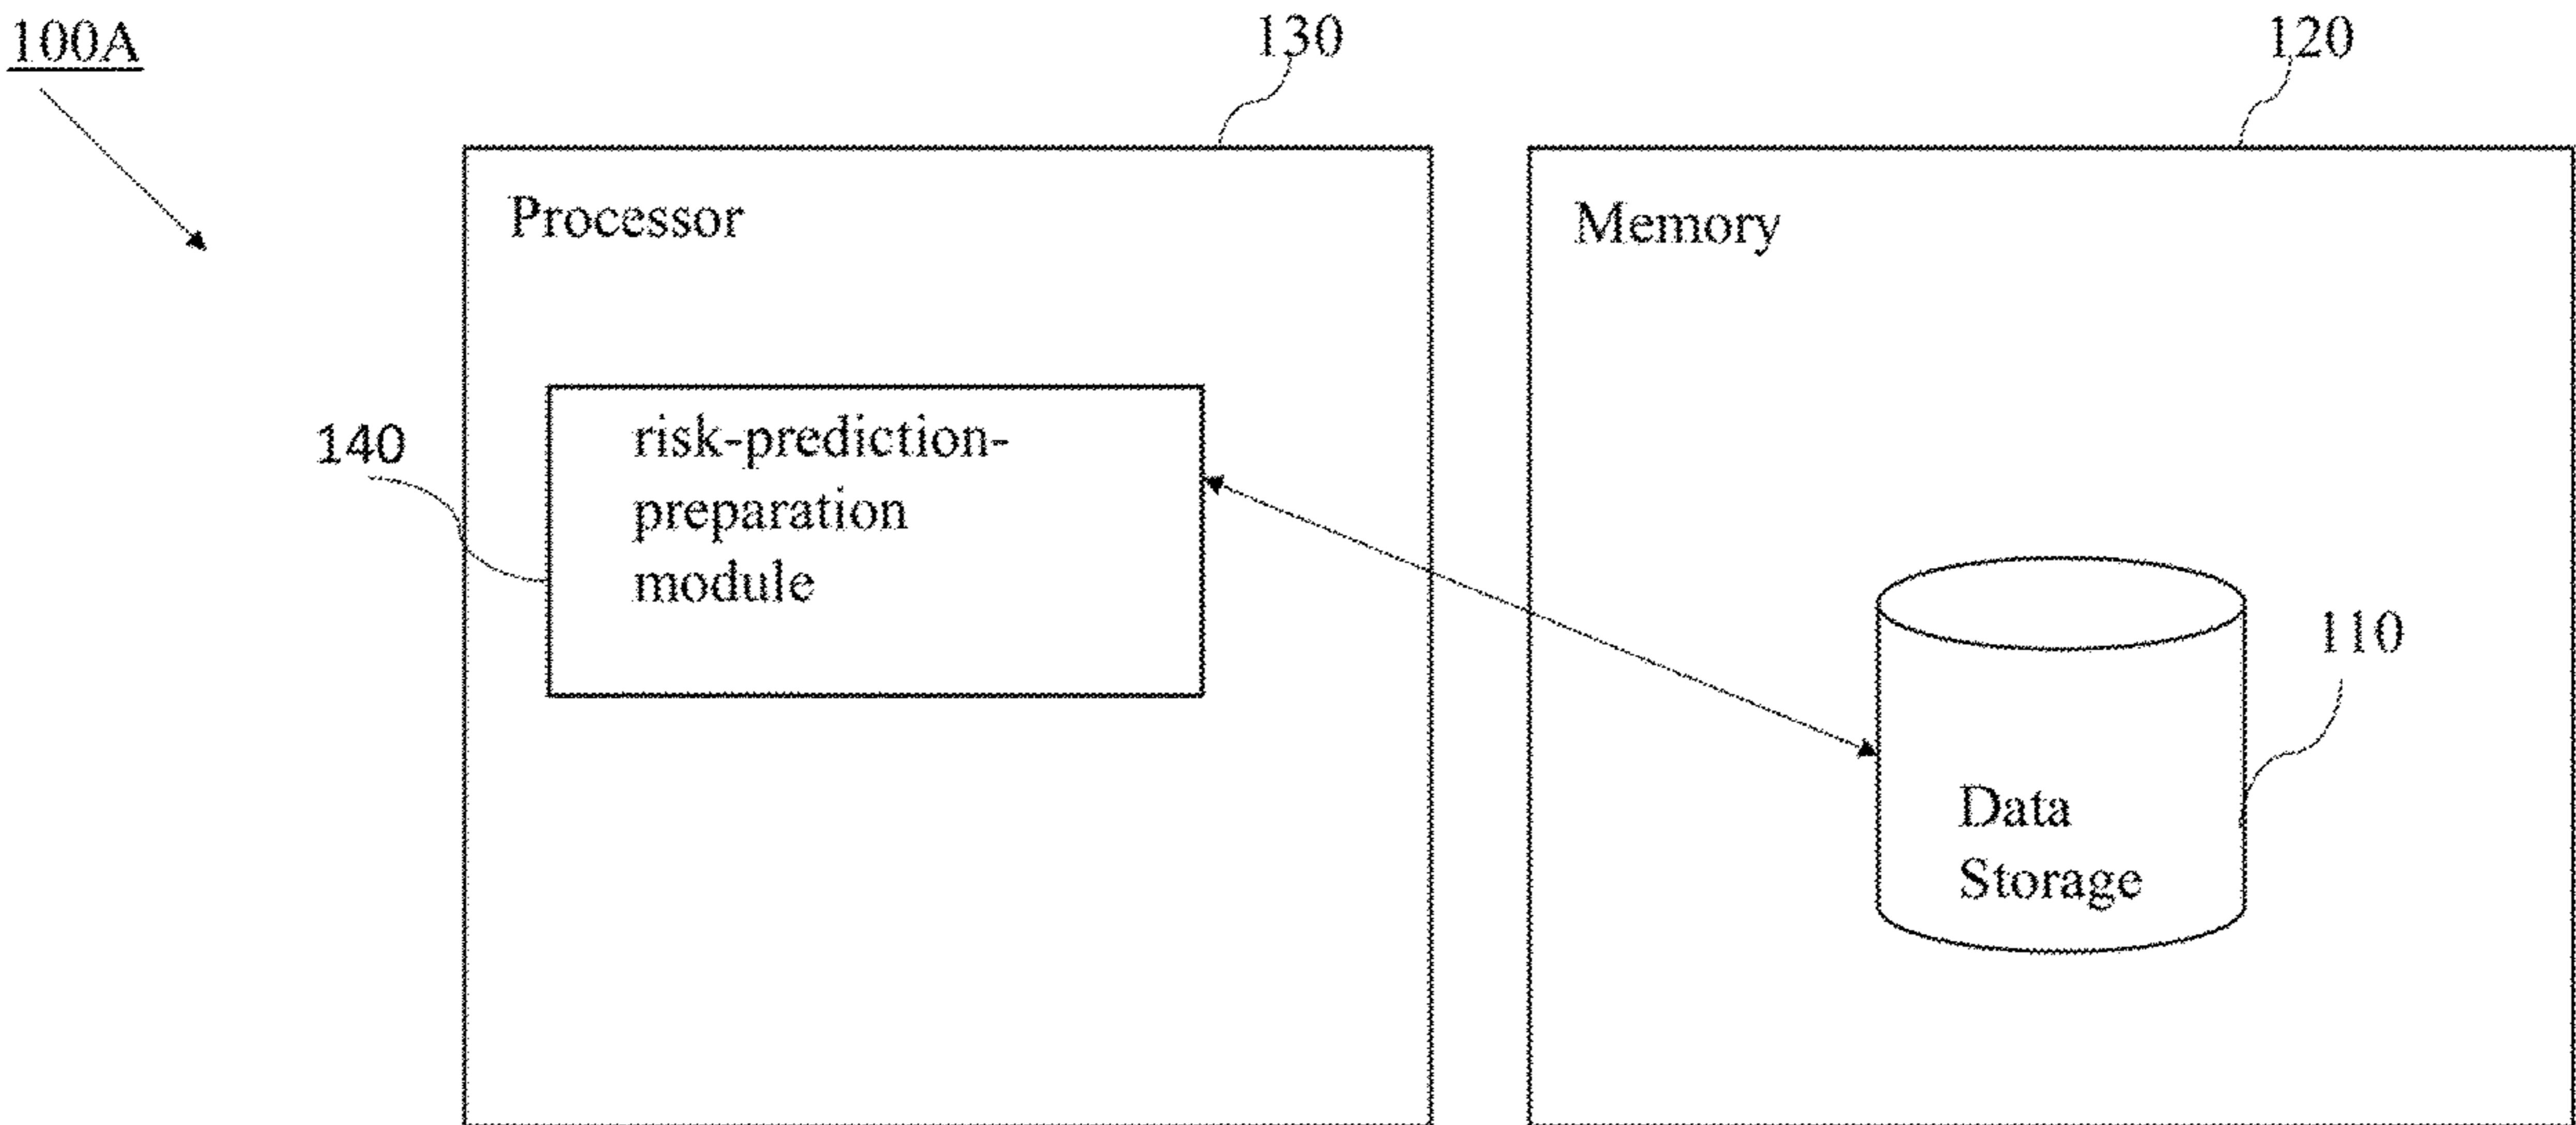 100A
130
120
Processor
Memory
140
risk-prediction-
preparation
module
110
Data
Storage